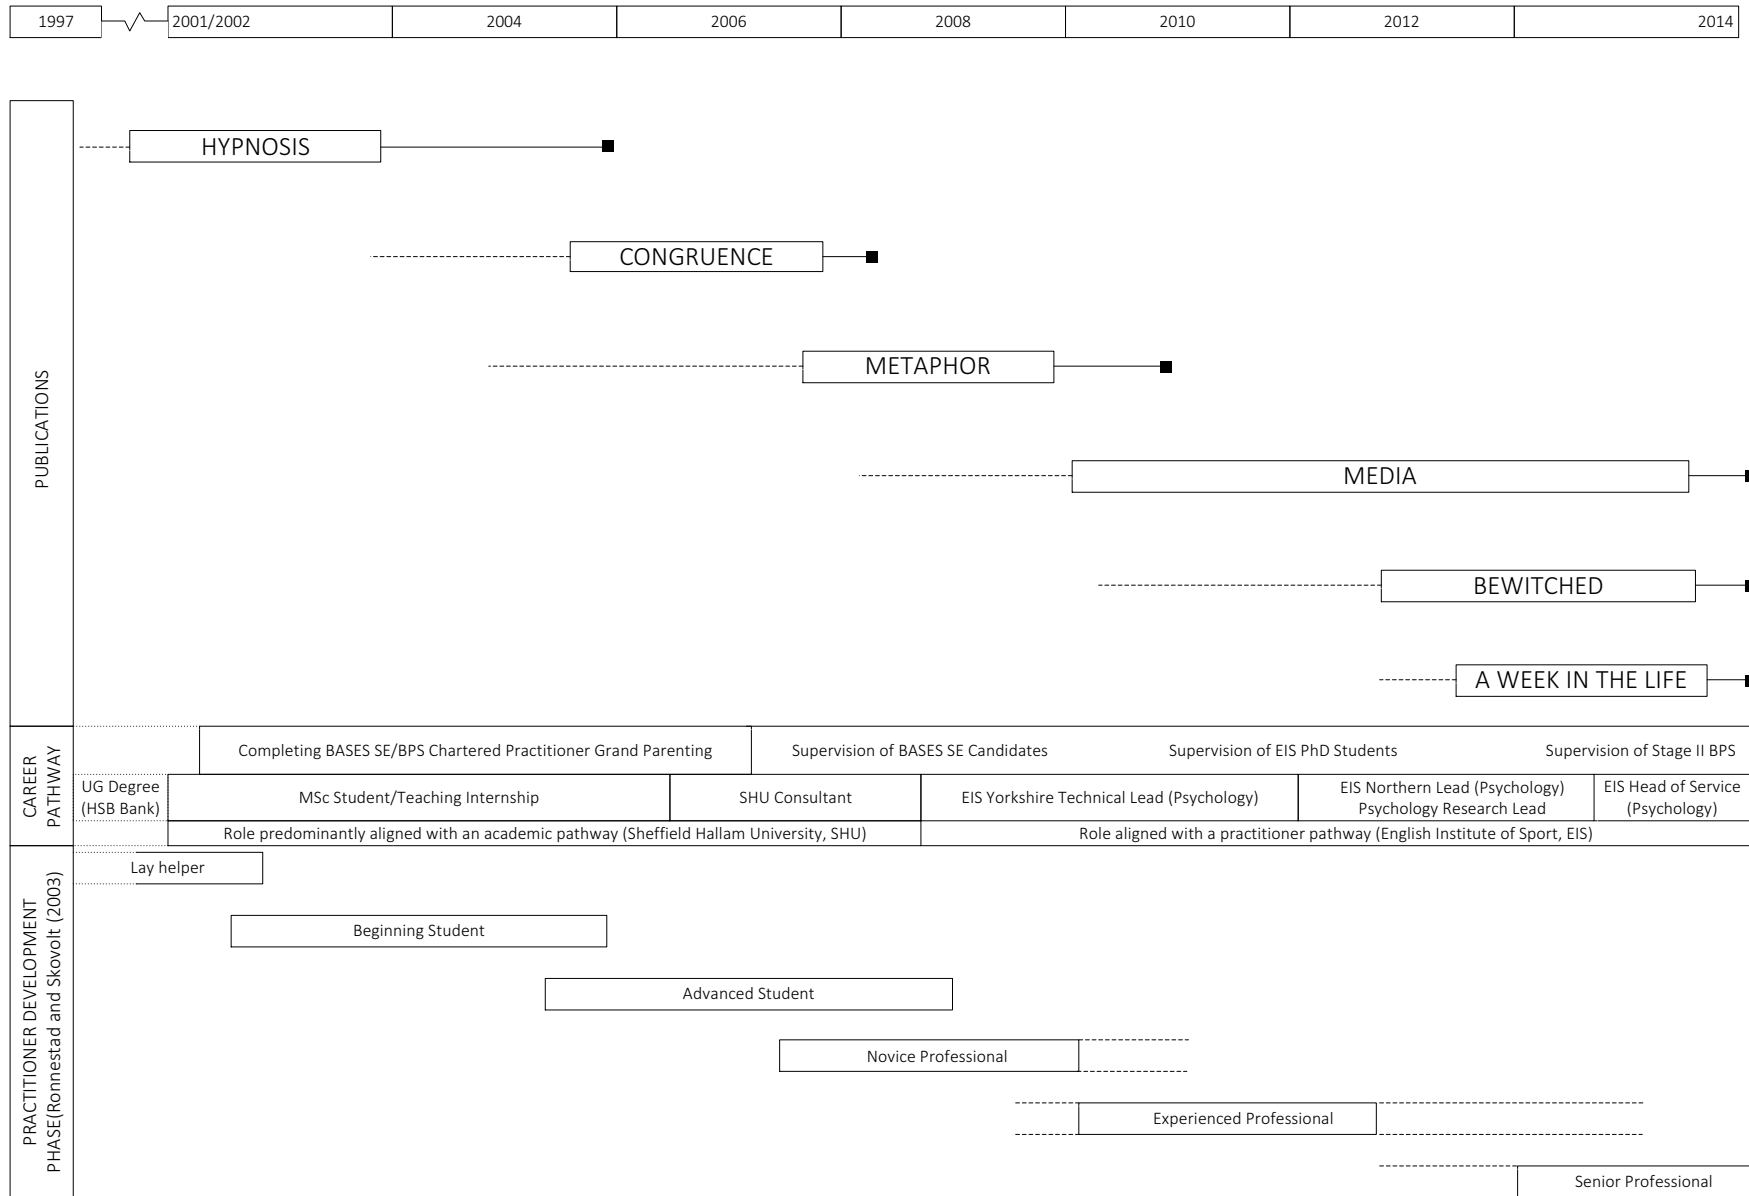 1997
2001/2002
2004
2006
2008
2010
2012
2014
PUBLICATIONS
HYPNOSIS
CONGRUENCE
METAPHOR
MEDIA
BEWITCHED
A WEEK IN THE LIFE
CAREER
PATHWAY
Completing BASES SE/BPS Chartered Practitioner Grand Parenting
Supervision of BASES SE Candidates
Supervision of EIS PhD Students
Supervision of Stage II BPS
UG Degree
(HSB Bank)
MSc Student/Teaching Internship
SHU Consultant
EIS Yorkshire Technical Lead (Psychology)
EIS Northern Lead (Psychology)
Psychology Research Lead
EIS Head of Service
(Psychology)
Role predominantly aligned with an academic pathway (Sheffield Hallam University, SHU)
Role aligned with a practitioner pathway (English Institute of Sport, EIS)
PRACTITIONER DEVELOPMENT
PHASE(Ronnestad and Skovolt (2003)
Lay helper
Beginning Student
Advanced Student
Novice Professional
Experienced Professional
Senior Professional